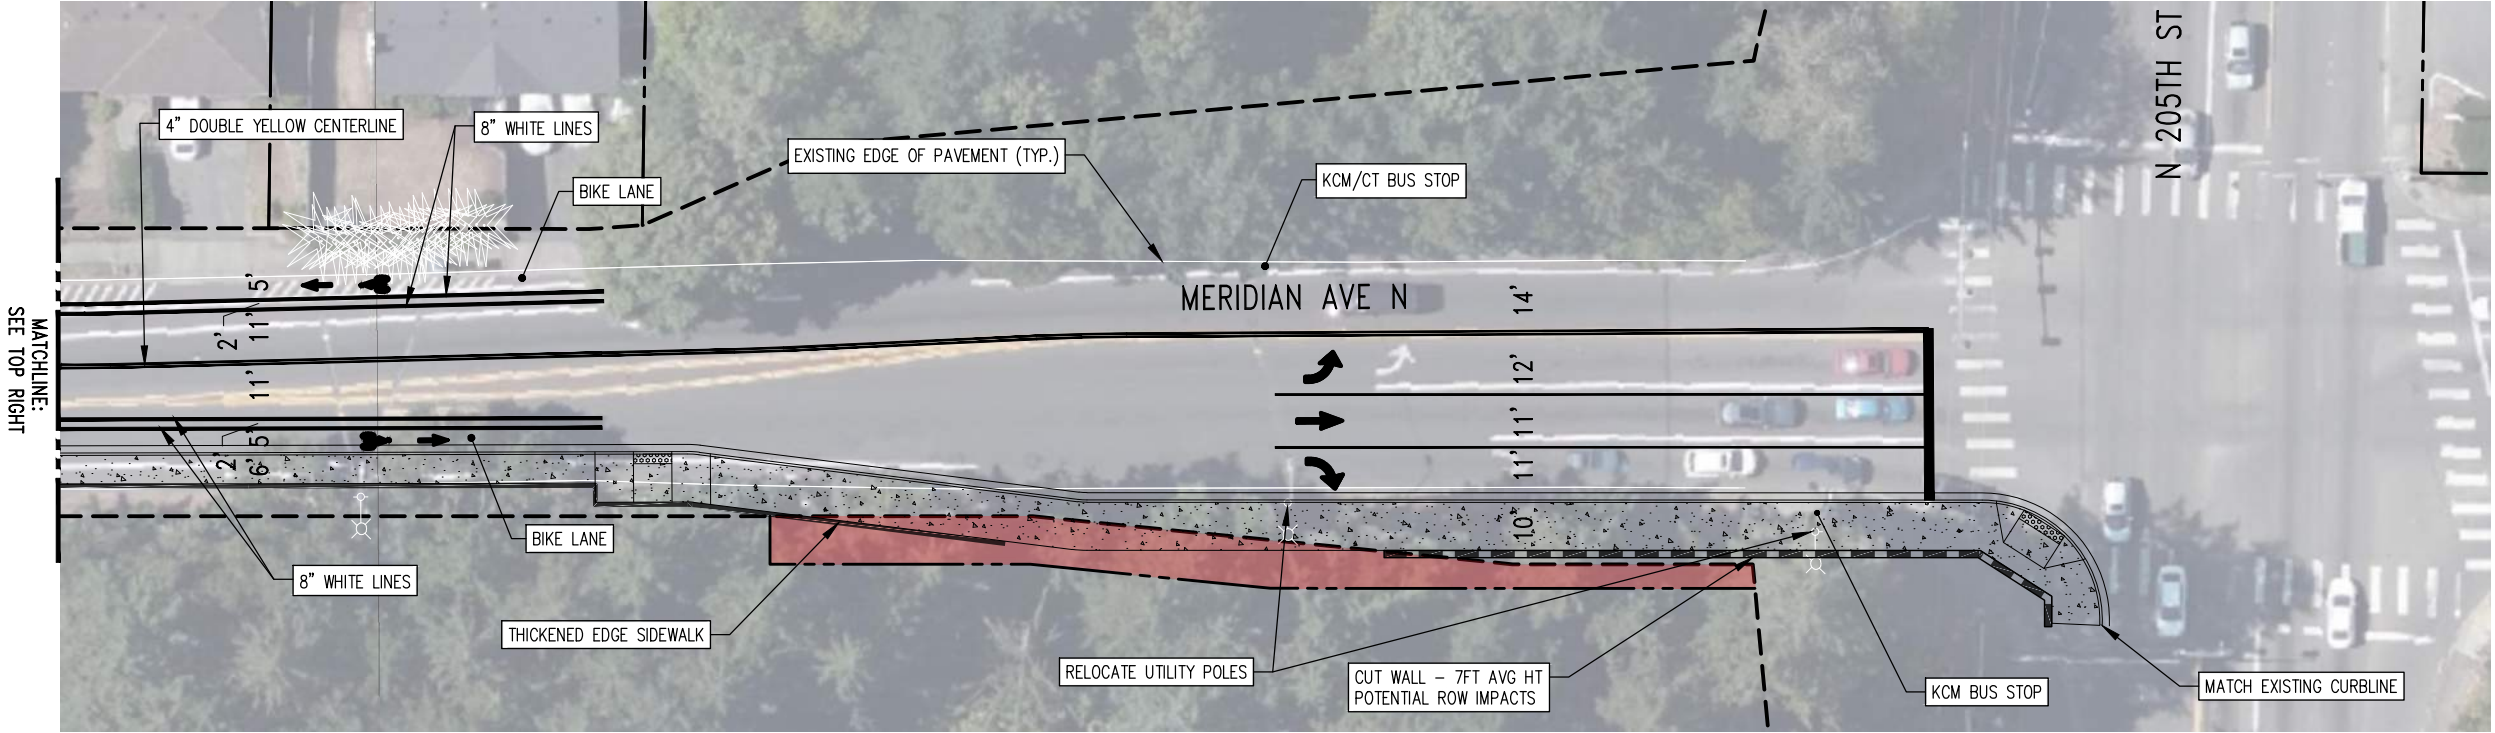 N 205TH ST
4" DOUBLE YELLOW CENTERLINE
8" WHITE LINES
EXISTING EDGE OF PAVEMENT (TYP.)
KCM/CT BUS STOP
BIKE LANE
MERIDIAN AVE N
5'
11'
2'
11'
5'
2'
6'
14'
12'
11'
11'
10'
MATCHLINE:
SEE TOP RIGHT
BIKE LANE
8" WHITE LINES
THICKENED EDGE SIDEWALK
RELOCATE UTILITY POLES
CUT WALL – 7FT AVG HT
POTENTIAL ROW IMPACTS
KCM BUS STOP
MATCH EXISTING CURBLINE